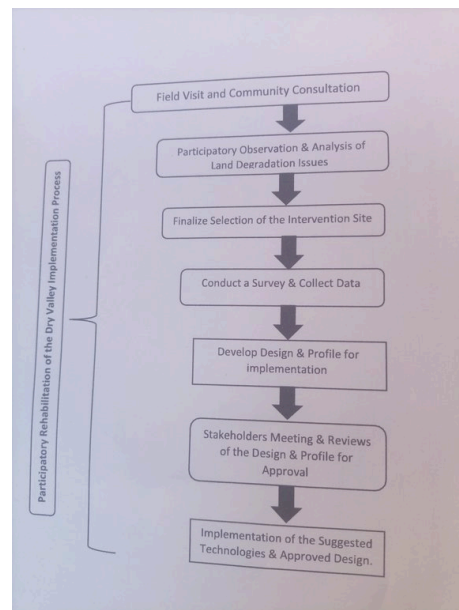 Participatory Rehabilitation of the Dry Valley Implementation Process
Field Visit and Community Consultation
Participatory Observation & Analysis of
Land Degradation Issues
Finalize Selection of the Intervention Site
Conduct a Survey & Collect Data
Develop Design & Profile for
implementation
Stakeholders Meeting & Reviews
of the Design & Profile for
Approval
Implementation of the Suggested
Technologies & Approved Design.